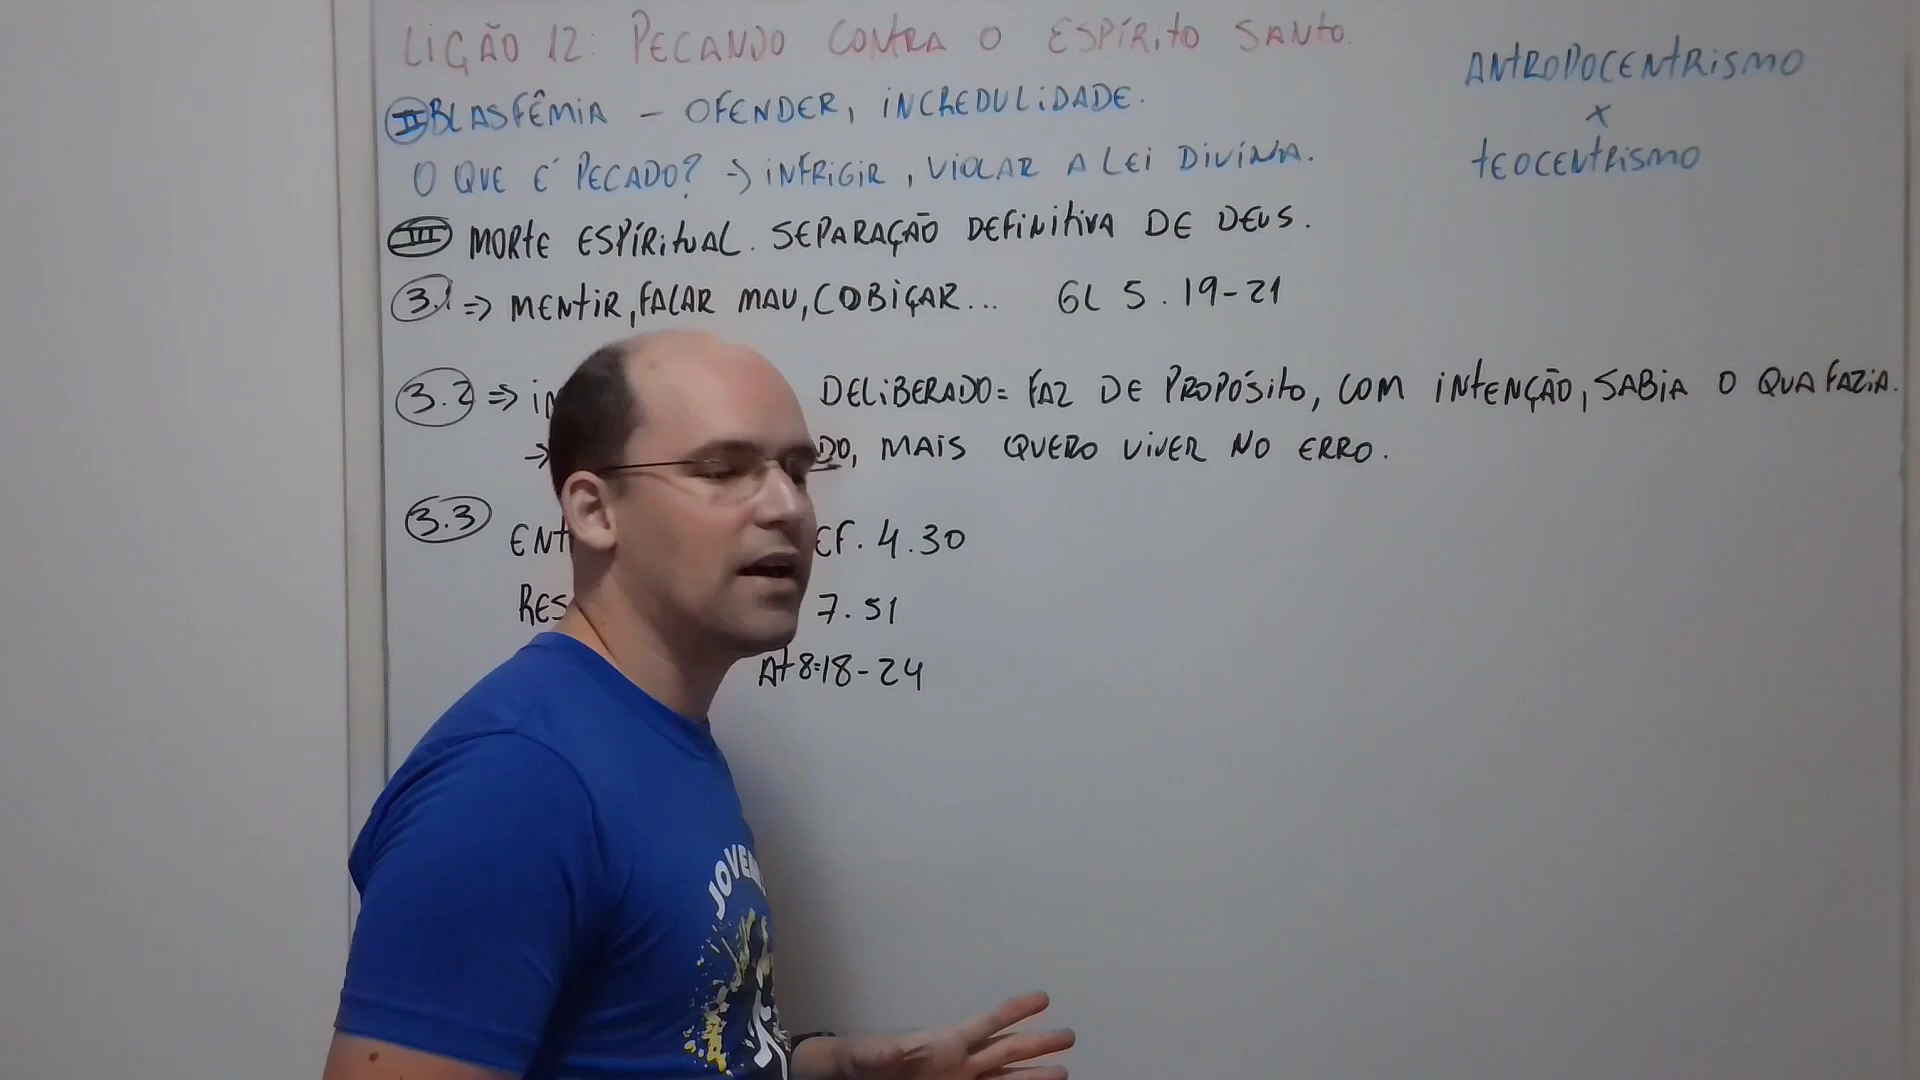 LIÇÃO 12: PECANDO CONTRA O ESPÍRITO SANTO.
II BLASFÊMIA - OFENDER, INCREDULIDADE.
O QUE É PECADO? → INFRIGIR, VIOLAR A LEI DIVINA.
III MORTE ESPÍRITUAL. SEPARAÇÃO DEFINITIVA DE DEUS.
3.1 ⇒ MENTIR, FALAR MAU, COBIÇAR... GL 5.19-21
3.2 ⇒ DELIBERADO = FAZ DE PROPÓSITO, COM INTENÇÃO, SABIA O QUA FAZIA.
→ MAIS QUERO VIVER NO ERRO.
3.3
EF. 4.30
7.51
At 8:18-24
ANTROPOCENTRISMO
X
TEOCENTRISMO